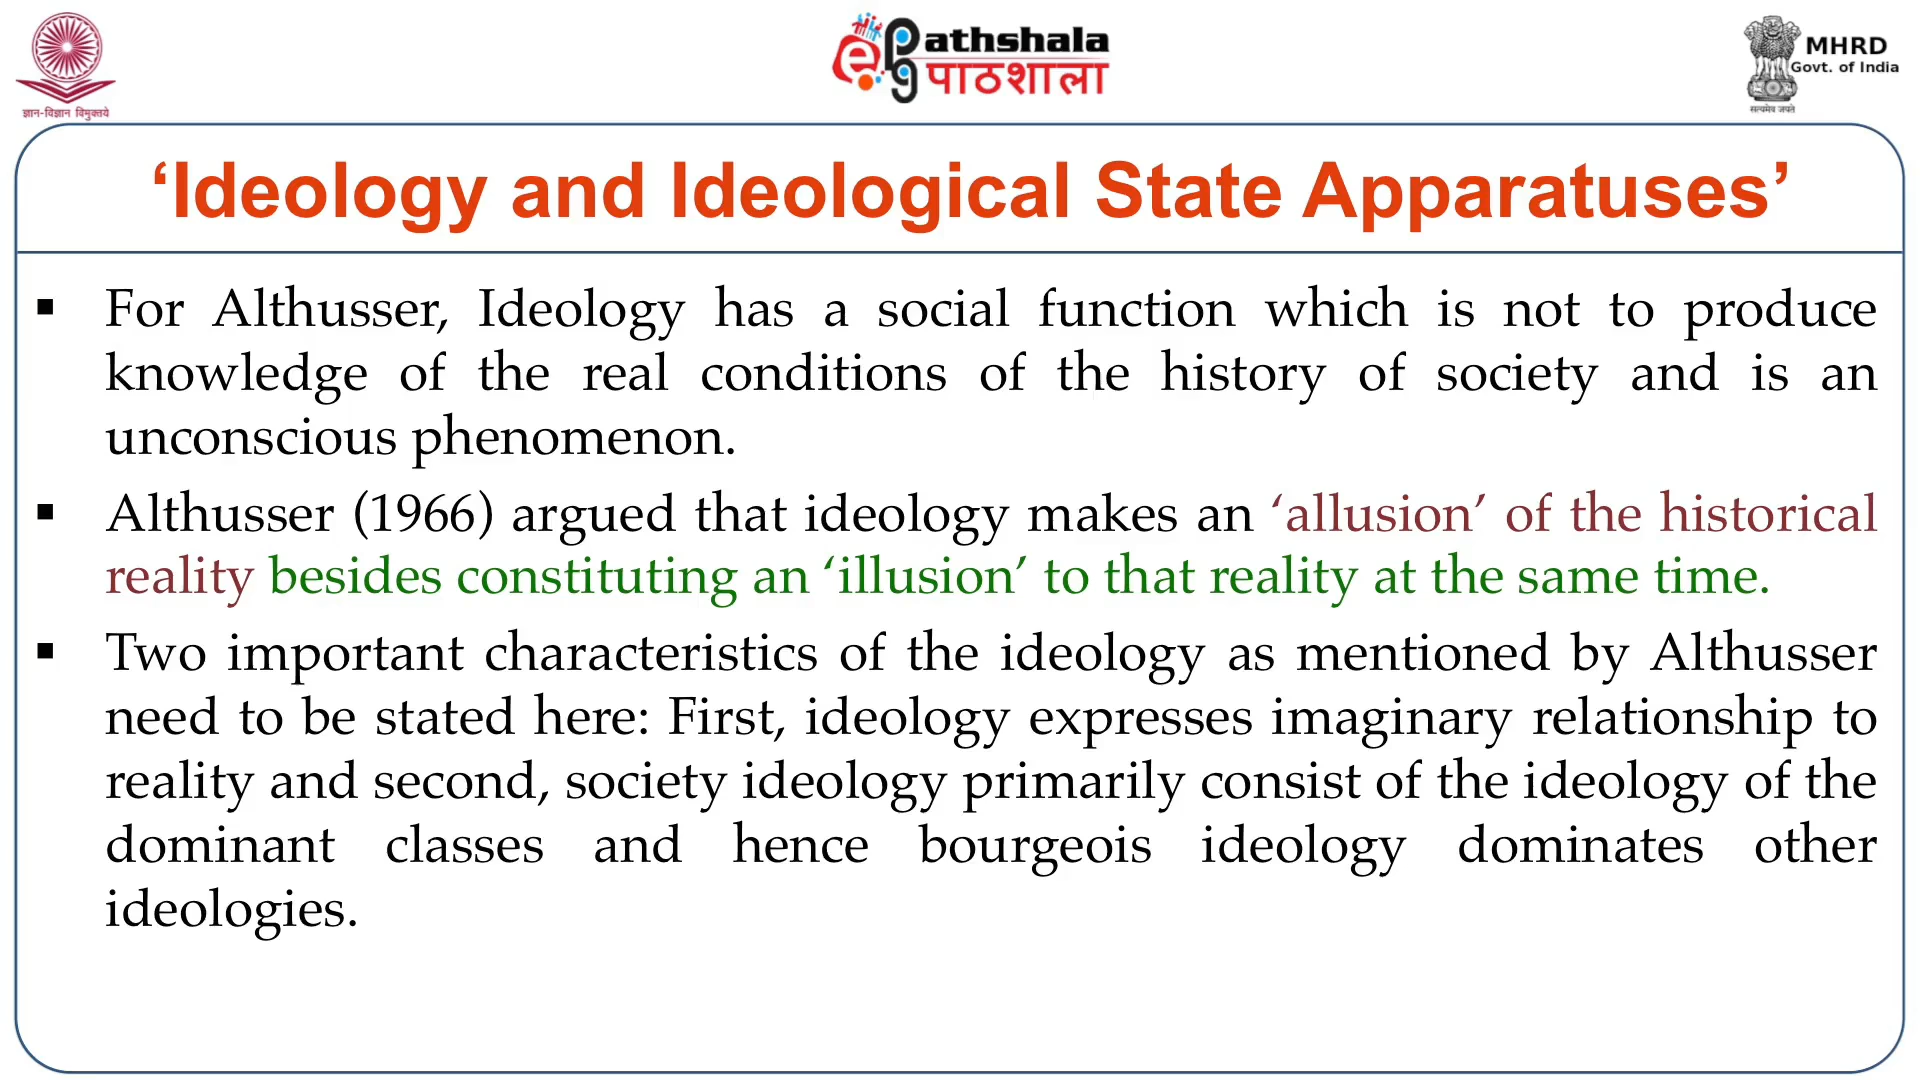 ज्ञान-विज्ञान विमुक्तये
ePathshala
पाठशाला
MHRD
Govt. of India
सत्यमेव जयते
‘Ideology and Ideological State Apparatuses’
▪ For Althusser, Ideology has a social function which is not to produce
knowledge of the real conditions of the history of society and is an
unconscious phenomenon.
▪ Althusser (1966) argued that ideology makes an ‘allusion’ of the historical
reality besides constituting an ‘illusion’ to that reality at the same time.
▪ Two important characteristics of the ideology as mentioned by Althusser
need to be stated here: First, ideology expresses imaginary relationship to
reality and second, society ideology primarily consist of the ideology of the
dominant classes and hence bourgeois ideology dominates other
ideologies.